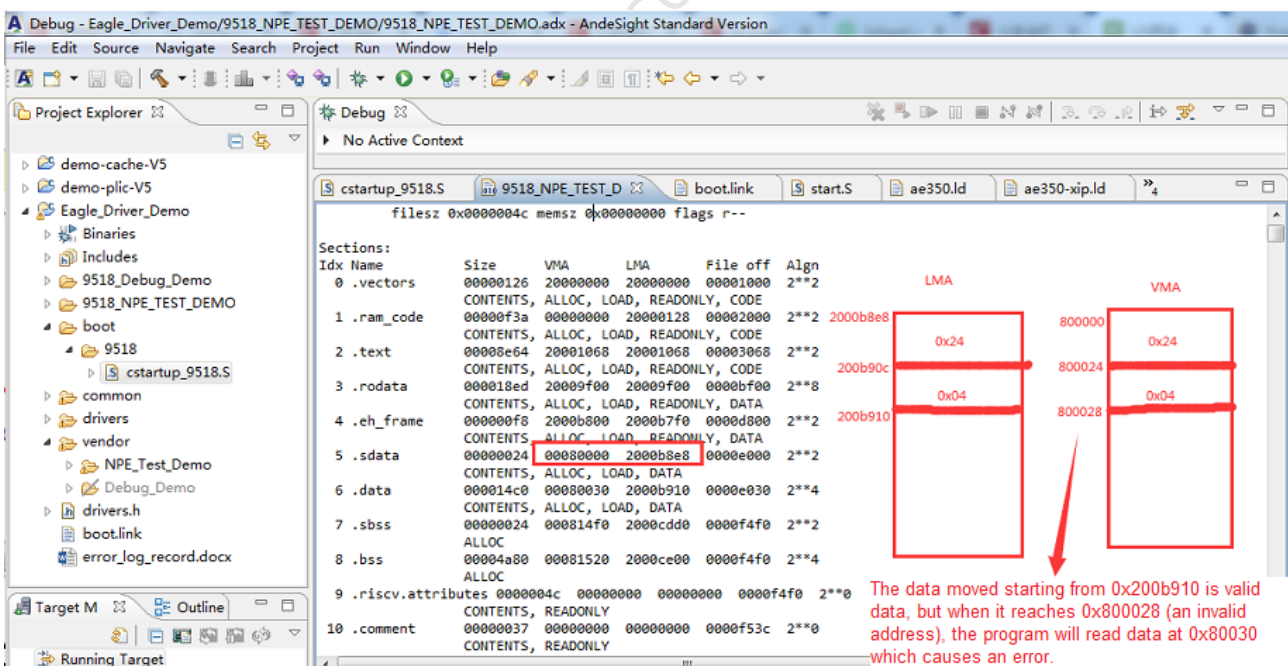 Debug - Eagle_Driver_Demo/9518_NPE_TEST_DEMO/9518_NPE_TEST_DEMO.adx - AndeSight Standard Version
File Edit Source Navigate Search Project Run Window Help
Project Explorer
Debug
No Active Context
demo-cache-V5
demo-plic-V5
Eagle_Driver_Demo
Binaries
Includes
9518_Debug_Demo
9518_NPE_TEST_DEMO
boot
9518
cstartup_9518.S
common
drivers
vendor
NPE_Test_Demo
Debug_Demo
drivers.h
boot.link
error_log_record.docx
Target M Outline
Running Target
cstartup_9518.S 9518_NPE_TEST_D boot.link start.S ae350.ld ae350-xip.ld »4
filesz 0x0000004c memsz 0x00000000 flags r--
Sections:
Idx Name Size VMA LMA File off Algn
0 .vectors 00000126 20000000 20000000 00001000 2**2
CONTENTS, ALLOC, LOAD, READONLY, CODE
1 .ram_code 00000f3a 00000000 20000128 00002000 2**2
CONTENTS, ALLOC, LOAD, READONLY, CODE
2 .text 00008e64 20001068 20001068 00003068 2**2
CONTENTS, ALLOC, LOAD, READONLY, CODE
3 .rodata 000018ed 20009f00 20009f00 0000bf00 2**8
CONTENTS, ALLOC, LOAD, READONLY, DATA
4 .eh_frame 000000f8 2000b800 2000b7f0 0000d800 2**2
CONTENTS, ALLOC, LOAD, READONLY, DATA
5 .sdata 00000024 00080000 2000b8e8 0000e000 2**2
CONTENTS, ALLOC, LOAD, DATA
6 .data 000014c0 00080030 2000b910 0000e030 2**4
CONTENTS, ALLOC, LOAD, DATA
7 .sbss 00000024 000814f0 2000cdd0 0000f4f0 2**2
ALLOC
8 .bss 00004a80 00081520 2000ce00 0000f4f0 2**4
ALLOC
9 .riscv.attributes 0000004c 00000000 00000000 0000f4f0 2**0
CONTENTS, READONLY
10 .comment 00000037 00000000 00000000 0000f53c 2**0
CONTENTS, READONLY
LMA
2000b8e8
0x24
200b90c
0x04
200b910
VMA
800000
0x24
800024
0x04
800028
The data moved starting from 0x200b910 is valid
data, but when it reaches 0x800028 (an invalid
address), the program will read data at 0x80030
which causes an error.